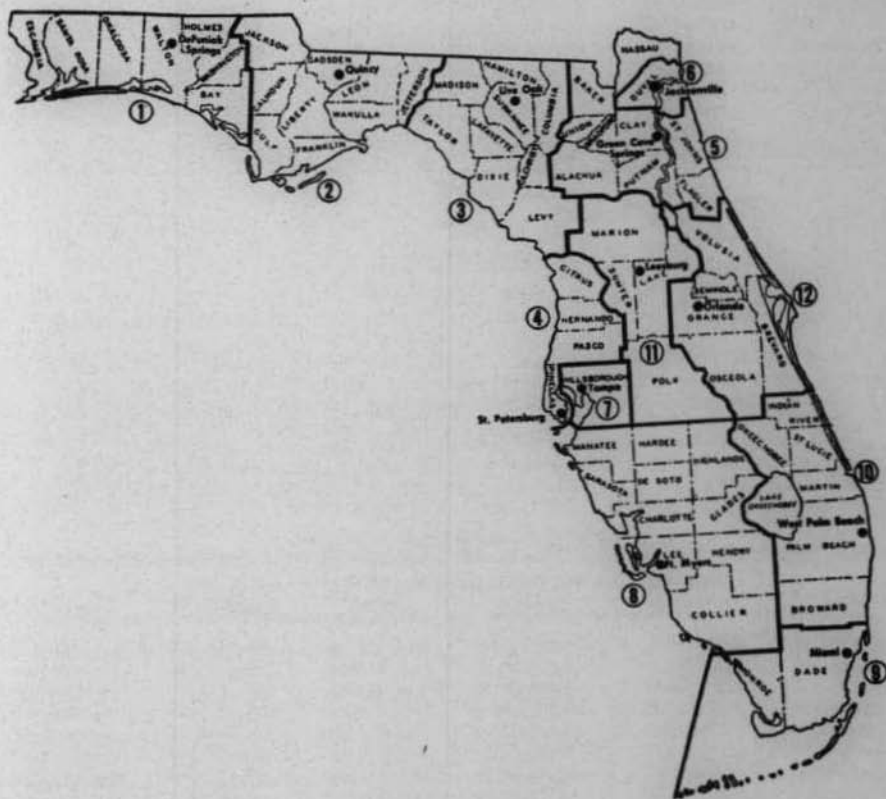 ESCAMBIA
SANTA ROSA
OKALOOSA
WALTON
HOLMES
DeFuniak Springs
WASHINGTON
BAY
①
JACKSON
CALHOUN
GULF
LIBERTY
GADSDEN
Quincy
LEON
WAKULLA
FRANKLIN
JEFFERSON
②
MADISON
TAYLOR
HAMILTON
Live Oak
SUWANNEE
LAFAYETTE
COLUMBIA
DIXIE
GILCHRIST
LEVY
③
NASSAU
BAKER
DUVAL
Jacksonville
⑥
UNION
CLAY
Green Cove Springs
ST JOHNS
⑤
ALACHUA
PUTNAM
FLAGLER
MARION
VOLUSIA
CITRUS
SUMTER
Leesburg
LAKE
SEMINOLE
Orlando
ORANGE
⑫
BREVARD
④
HERNANDO
PASCO
⑪
PINELLAS
HILLSBOROUGH
Tampa
⑦
POLK
OSCEOLA
St. Petersburg
INDIAN RIVER
MANATEE
HARDEE
HIGHLANDS
OKEECHOBEE
ST LUCIE
⑩
SARASOTA
DE SOTO
MARTIN
CHARLOTTE
GLADES
LAKE OKEECHOBEE
West Palm Beach
LEE
Ft. Myers
HENDRY
PALM BEACH
⑧
COLLIER
BROWARD
Miami
DADE
⑨
MONROE